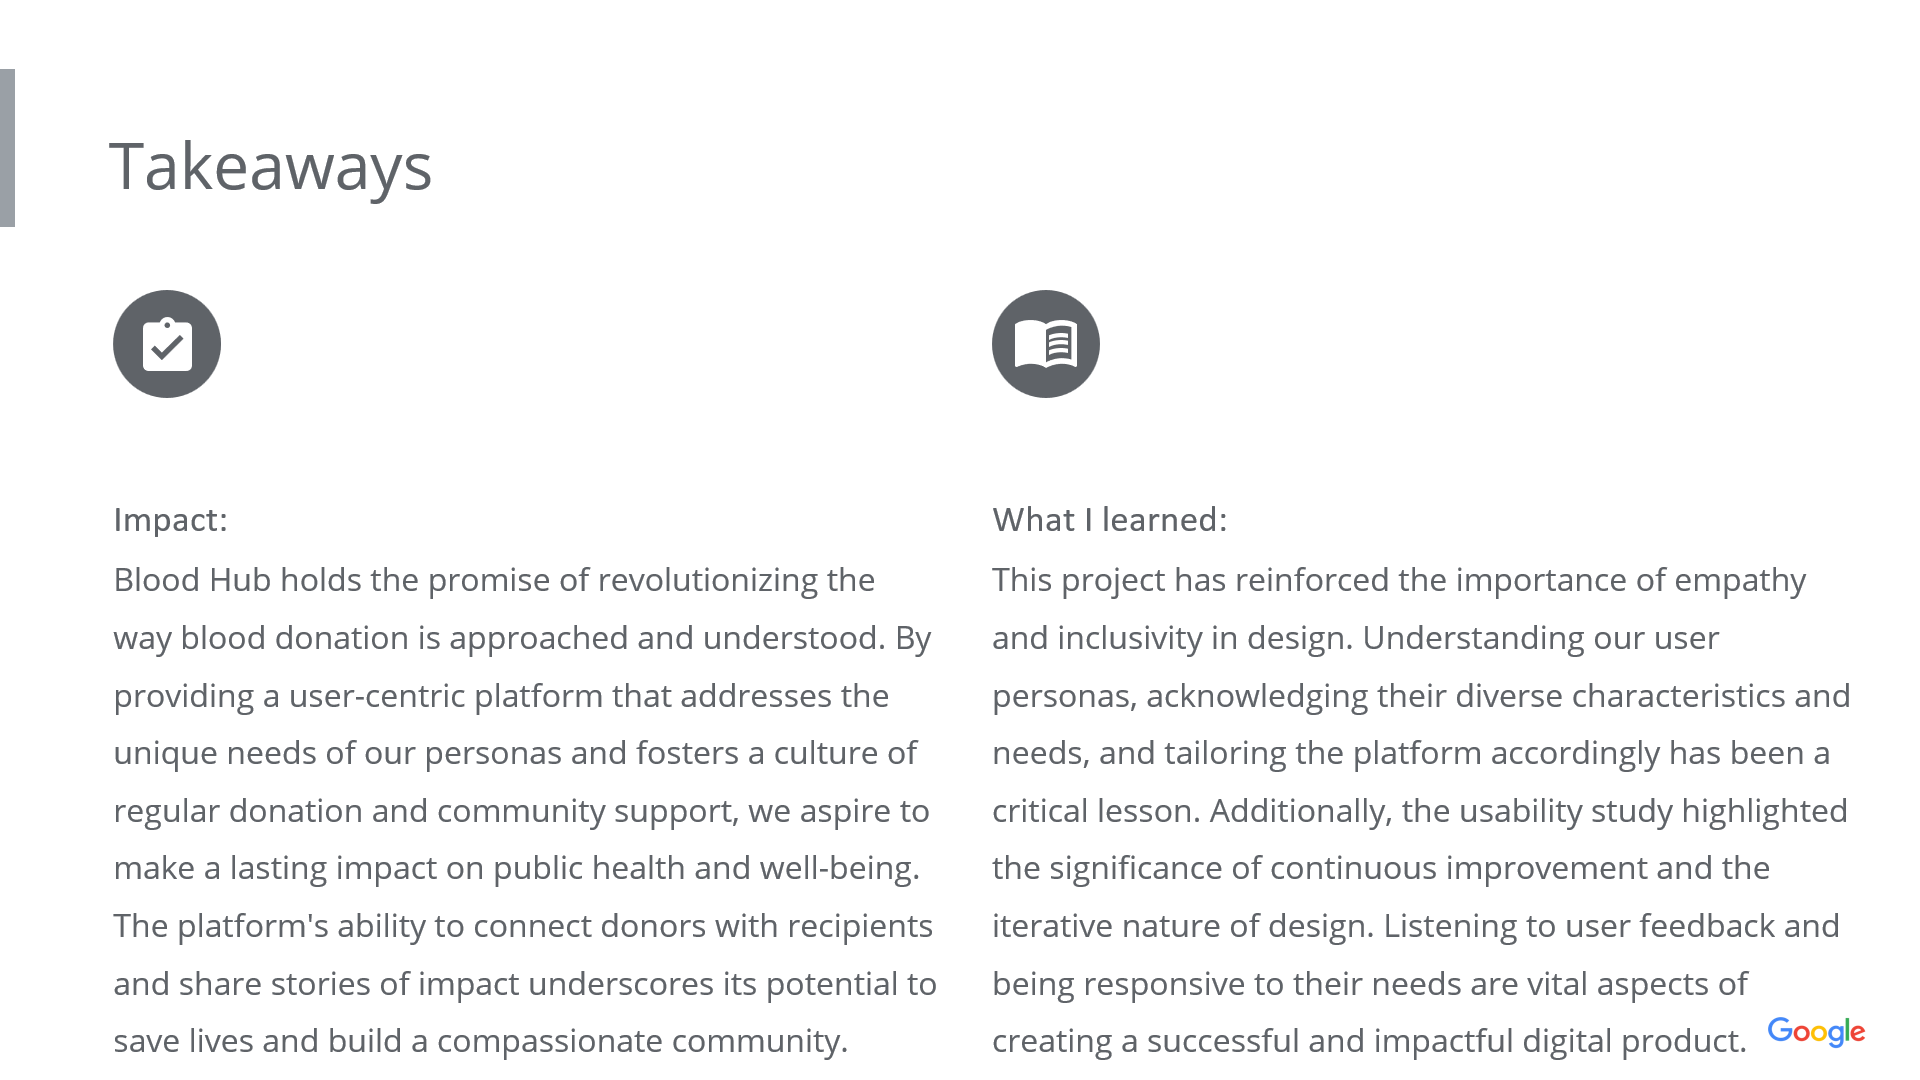 Takeaways
Impact:
Blood Hub holds the promise of revolutionizing the
way blood donation is approached and understood. By
providing a user-centric platform that addresses the
unique needs of our personas and fosters a culture of
regular donation and community support, we aspire to
make a lasting impact on public health and well-being.
The platform's ability to connect donors with recipients
and share stories of impact underscores its potential to
save lives and build a compassionate community.
What I learned:
This project has reinforced the importance of empathy
and inclusivity in design. Understanding our user
personas, acknowledging their diverse characteristics and
needs, and tailoring the platform accordingly has been a
critical lesson. Additionally, the usability study highlighted
the significance of continuous improvement and the
iterative nature of design. Listening to user feedback and
being responsive to their needs are vital aspects of
creating a successful and impactful digital product.
Google